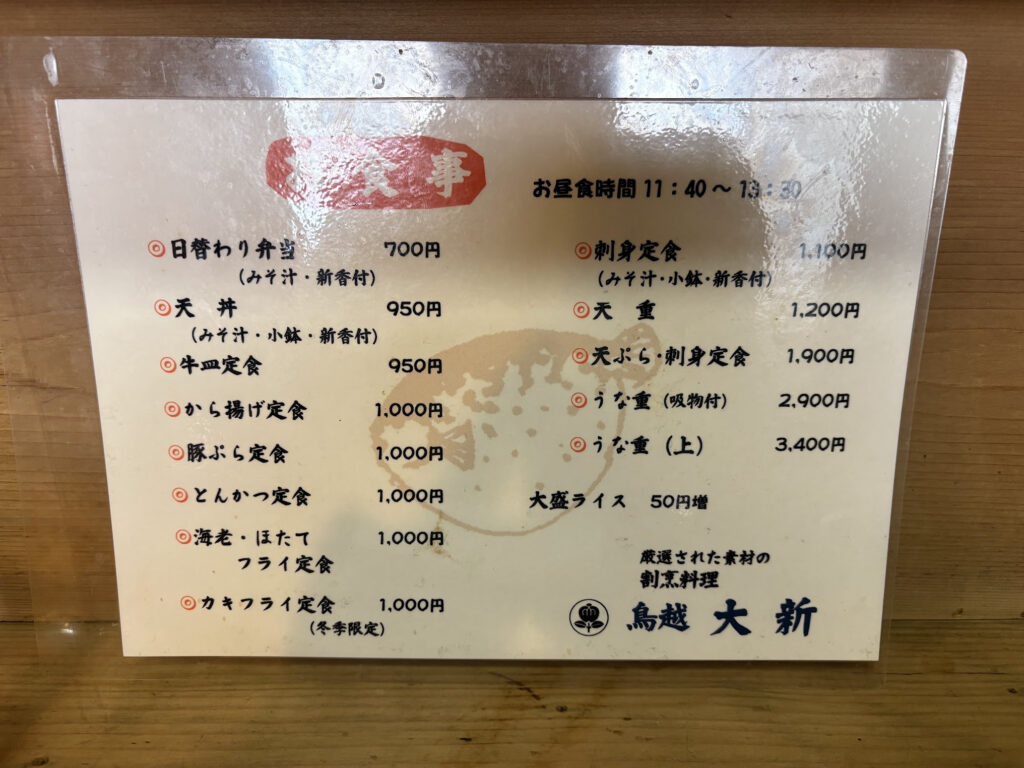 お食事
お昼食時間 11：40～13：30
◎日替わり弁当 700円
（みそ汁・新香付）
◎天 丼 950円
（みそ汁・小鉢・新香付）
◎牛皿定食 950円
◎から揚げ定食 1,000円
◎豚ぷら定食 1,000円
◎とんかつ定食 1,000円
◎海老・ほたて 1,000円
フライ定食
◎カキフライ定食 1,000円
（冬季限定）
◎刺身定食 1,100円
（みそ汁・小鉢・新香付）
◎天 重 1,200円
◎天ぷら・刺身定食 1,900円
◎うな重（吸物付） 2,900円
◎うな重（上） 3,400円
大盛ライス 50円増
厳選された素材の
割烹料理
鳥越 大新